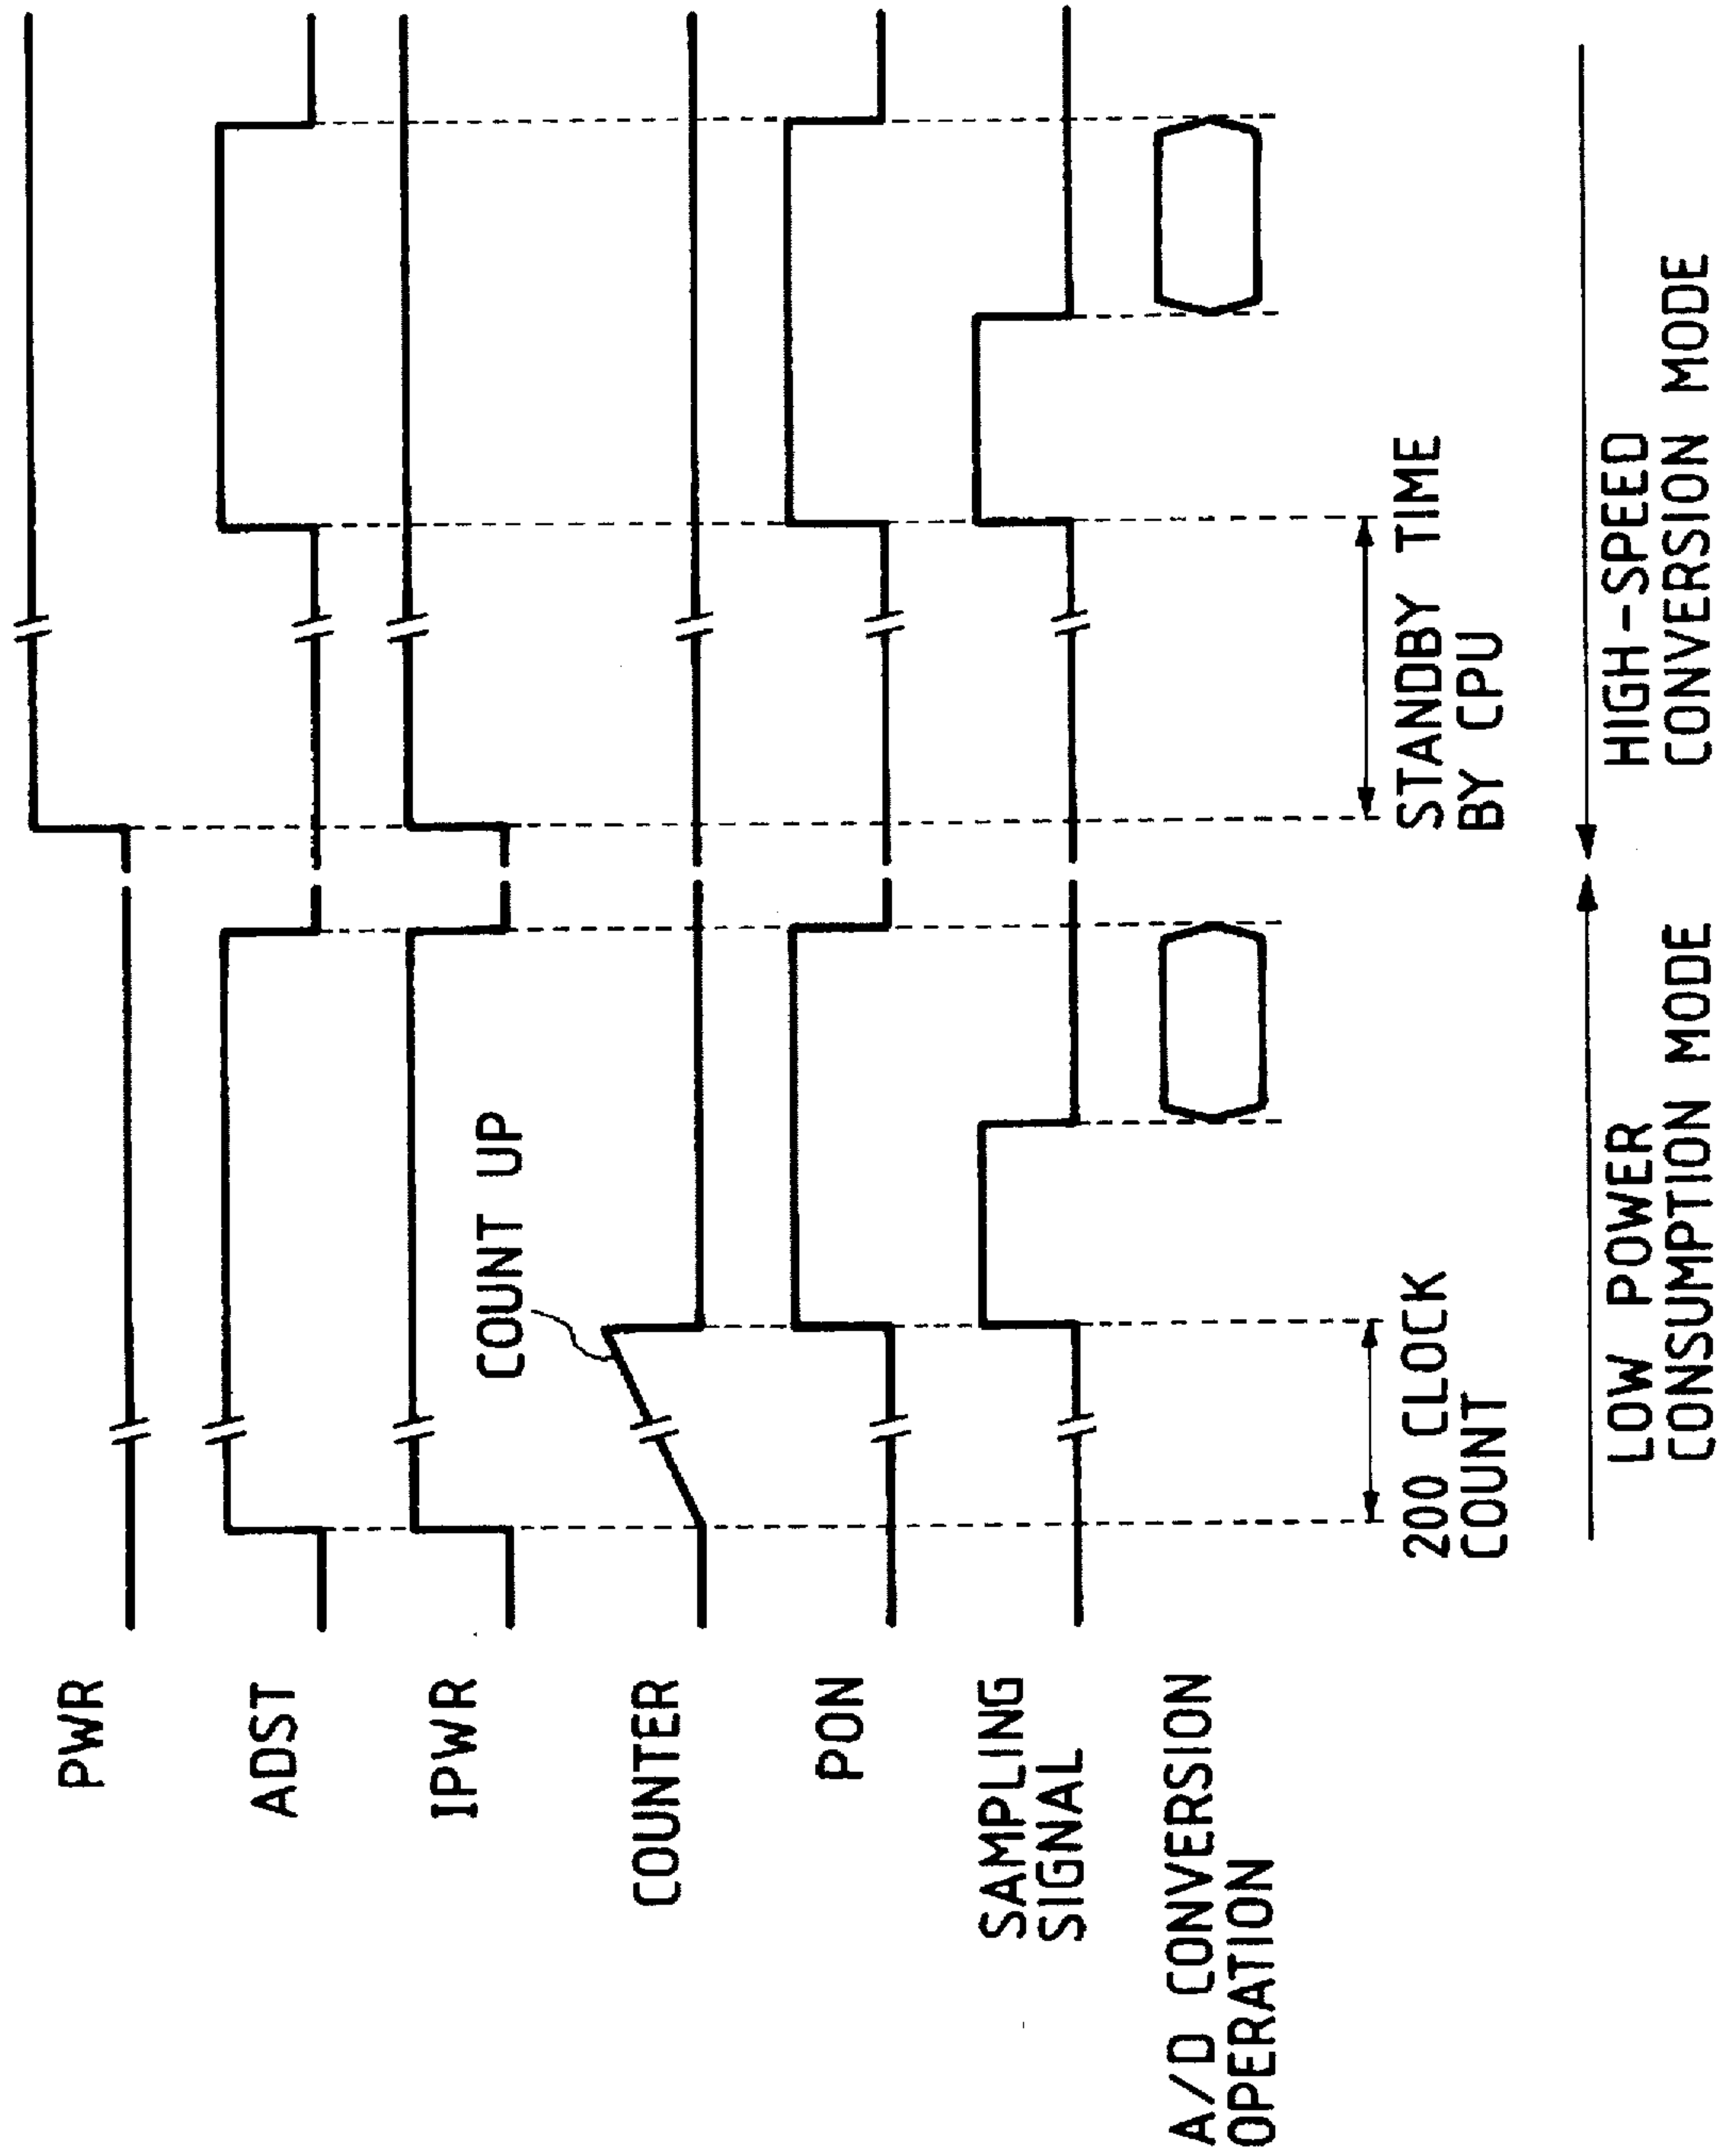 PWR
ADST
IPWR
COUNTER
COUNT UP
PON
SAMPLING
SIGNAL
A/D CONVERSION
OPERATION
200 CLOCK
COUNT
STANDBY TIME
BY CPU
LOW POWER
CONSUMPTION MODE
HIGH-SPEED
CONVERSION MODE